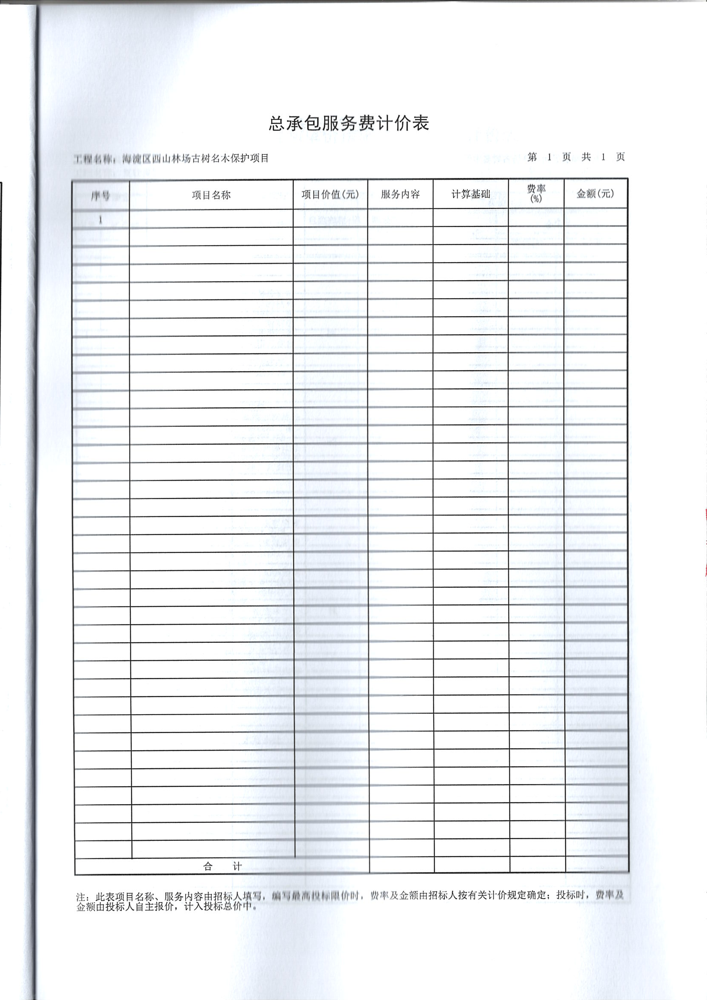 总承包服务费计价表
工程名称：海淀区西山林场古树名木保护项目 第 1 页 共 1 页
序号 项目名称 项目价值(元) 服务内容 计算基础 费率(%) 金额(元)
1
合 计
注：此表项目名称、服务内容由招标人填写，编写最高投标限价时，费率及金额由招标人按有关计价规定确定；投标时，费率及
金额由投标人自主报价，计入投标总价中。